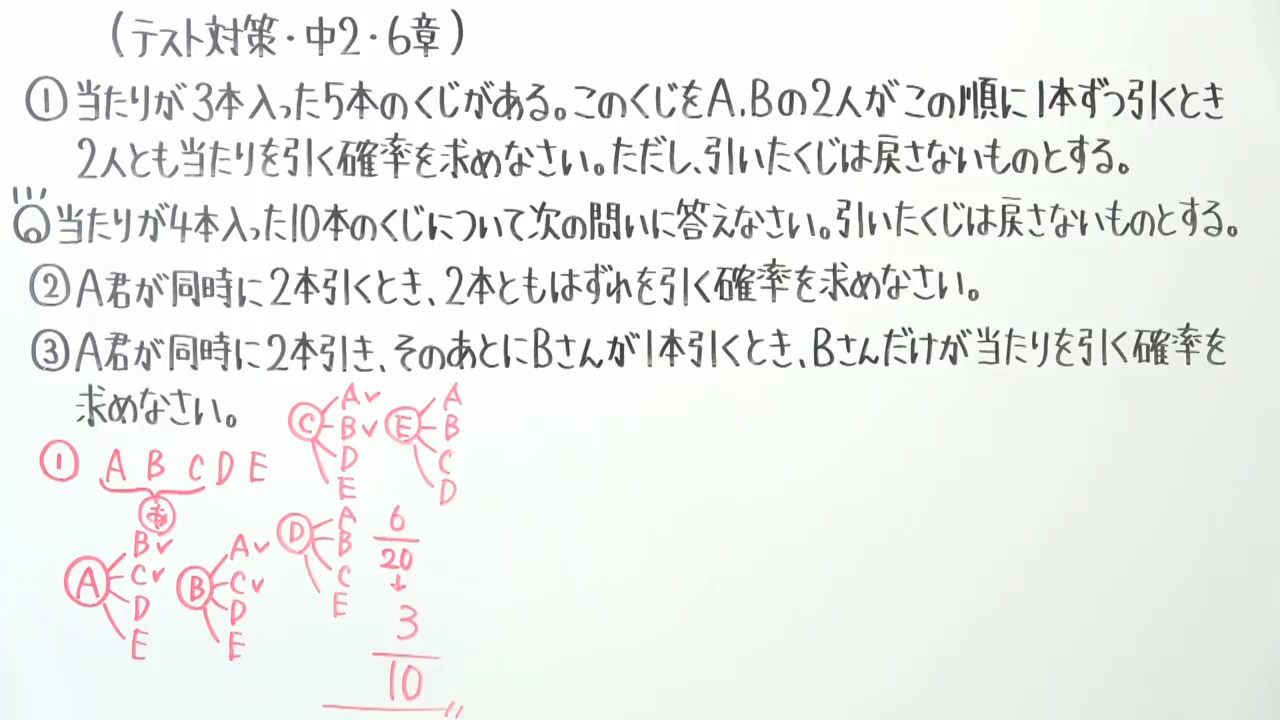 (テスト対策・中2・6章)
①当たりが3本入った5本のくじがある。このくじをA.Bの2人がこの順に1本ずつ引くとき
2人とも当たりを引く確率を求めなさい。ただし、引いたくじは戻さないものとする。
当たりが4本入った10本のくじについて次の問いに答えなさい。引いたくじは戻さないものとする。
②A君が同時に2本引くとき、2本ともはずれを引く確率を求めなさい。
③A君が同時に2本引き、そのあとにBさんが1本引くとき、Bさんだけが当たりを引く確率を
求めなさい。
① A B C D E
A
B✓
C✓
D
E
B
A✓
C✓
D
E
C
A✓
B✓
D
E
D
A
B
C
E
E
A
B
C
D
6
20
↓
3
10